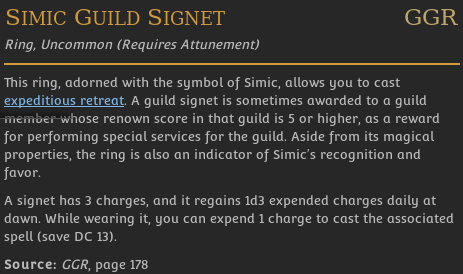 SIMIC GUILD SIGNET GGR
Ring, Uncommon (Requires Attunement)
This ring, adorned with the symbol of Simic, allows you to cast
expeditious retreat. A guild signet is sometimes awarded to a guild
member whose renown score in that guild is 5 or higher, as a reward
for performing special services for the guild. Aside from its magical
properties, the ring is also an indicator of Simic's recognition and
favor.
A signet has 3 charges, and it regains 1d3 expended charges daily at
dawn. While wearing it, you can expend 1 charge to cast the associated
spell (save DC 13).
Source: GGR, page 178